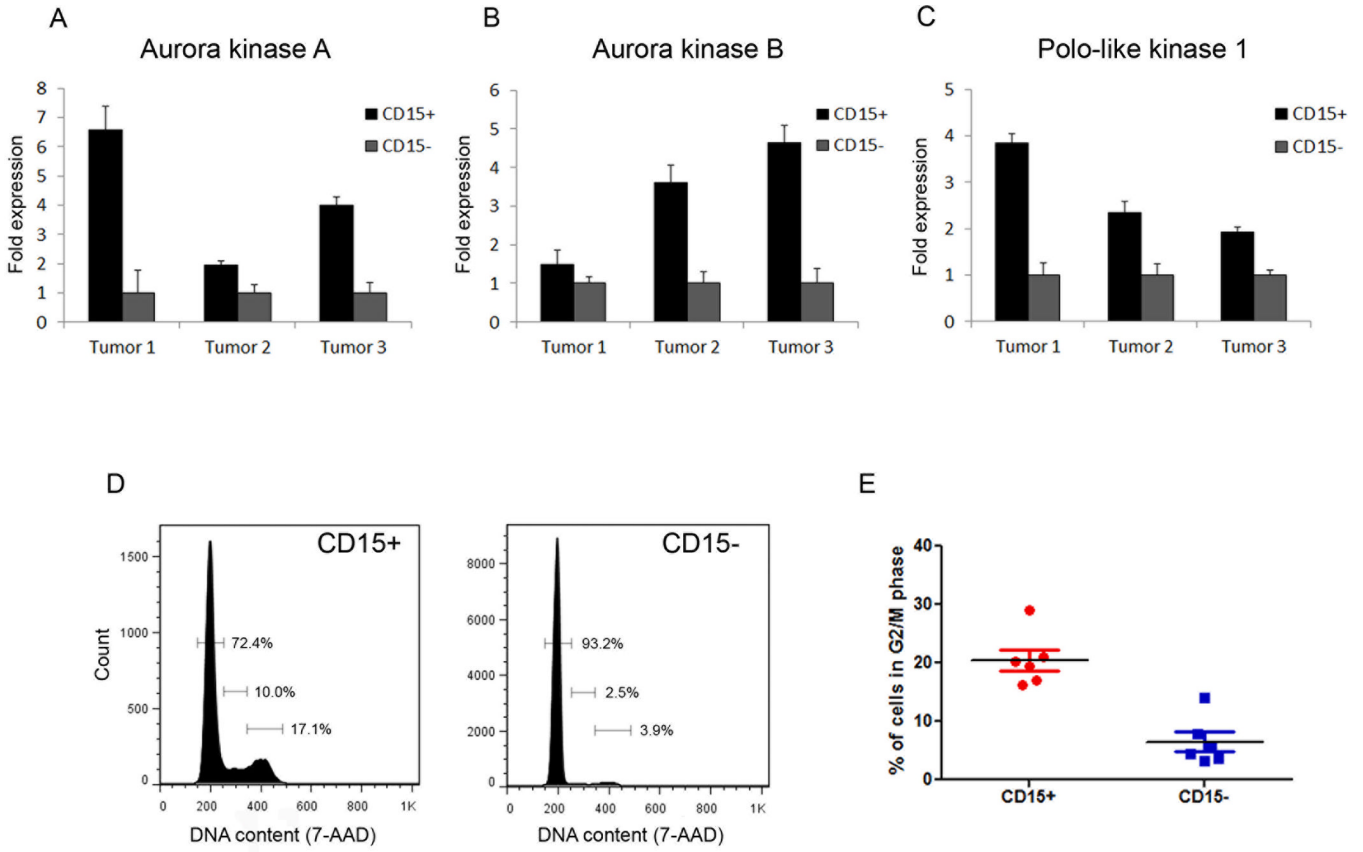 A
Aurora kinase A
Fold expression
8
7
6
5
4
3
2
1
0
CD15+
CD15-
Tumor 1
Tumor 2
Tumor 3
B
Aurora kinase B
Fold expression
6
5
4
3
2
1
0
CD15+
CD15-
Tumor 1
Tumor 2
Tumor 3
C
Polo-like kinase 1
Fold expression
5
4
3
2
1
0
CD15+
CD15-
Tumor 1
Tumor 2
Tumor 3
D
CD15+
Count
1500
1000
500
0
72.4%
10.0%
17.1%
0 200 400 600 800 1K
DNA content (7-AAD)
CD15-
8000
6000
4000
2000
0
93.2%
2.5%
3.9%
0 200 400 600 800 1K
DNA content (7-AAD)
E
% of cells in G2/M phase
40
30
20
10
0
CD15+
CD15-